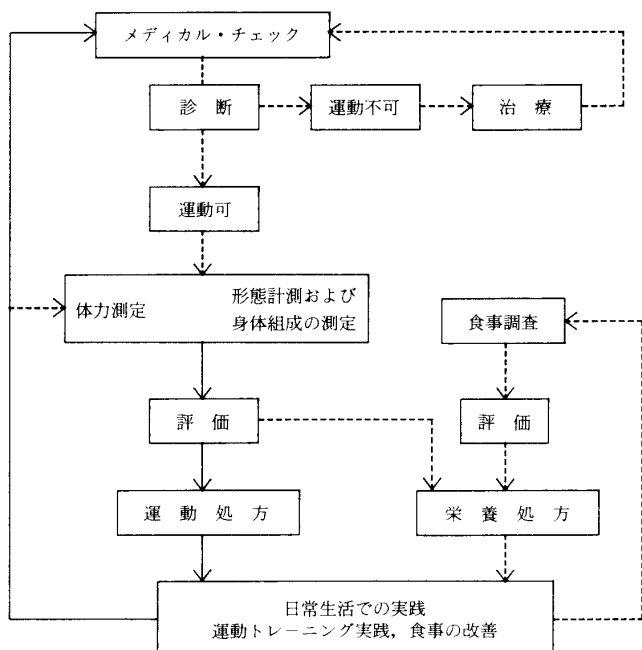 メディカル・チェック
診 断
運動不可
治 療
運動可
体力測定
形態計測および
身体組成の測定
食事調査
評 価
評 価
運 動 処 方
栄 養 処 方
日常生活での実践
運動トレーニング実践，食事の改善